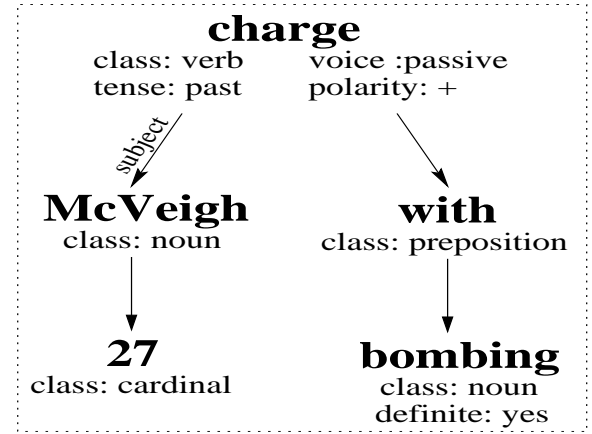 charge
class: verb voice :passive
tense: past polarity: +
subject
McVeigh with
class: noun class: preposition
27 bombing
class: cardinal class: noun
definite: yes